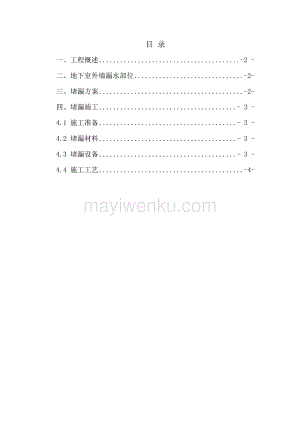 目 录
一、工程概述......................................-2 -
二、地下室外墙漏水部位..............................-2-
三、堵漏方案......................................-2-
四、堵漏施工.....................................- 3 -
4.1 施工准备.....................................- 3 -
4.2 堵漏材料.....................................- 3 -
4.3 堵漏设备.....................................- 3 -
4.4 施工工艺......................................-4-
mayiwenku.com